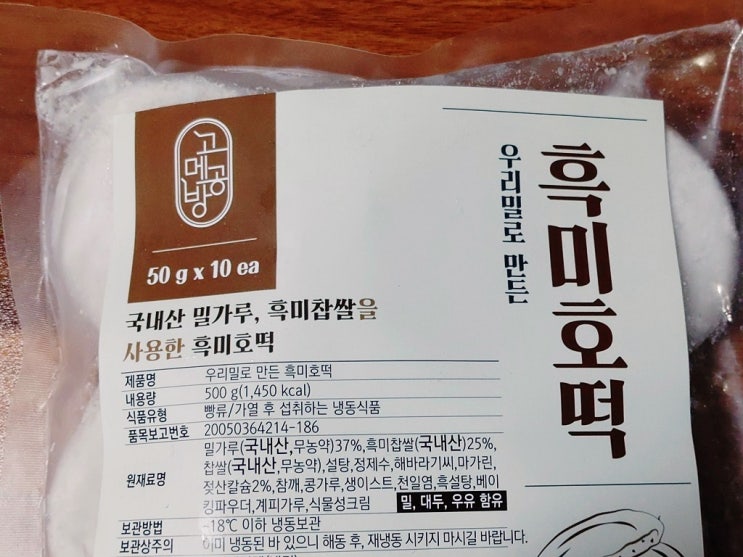 고메공방
50 g x 10 ea
흑미호떡
우리밀로 만든
국내산 밀가루, 흑미찹쌀을
사용한 흑미호떡
제품명 우리밀로 만든 흑미호떡
내용량 500 g(1,450 kcal)
식품유형 빵류/가열 후 섭취하는 냉동식품
품목보고번호 20050364214-186
원재료명 밀가루(국내산,무농약)37%,흑미찹쌀(국내산)25%,
찹쌀(국내산,무농약),설탕,정제수,해바라기씨,마가린,
젖산칼슘2%,참깨,콩가루,생이스트,천일염,흑설탕,베이
킹파우더,계피가루,식물성크림 밀, 대두, 우유 함유
보관방법 -18℃ 이하 냉동보관
보관상주의 이미 냉동된 바 있으니 해동 후, 재냉동 시키지 마시길 바랍니다.